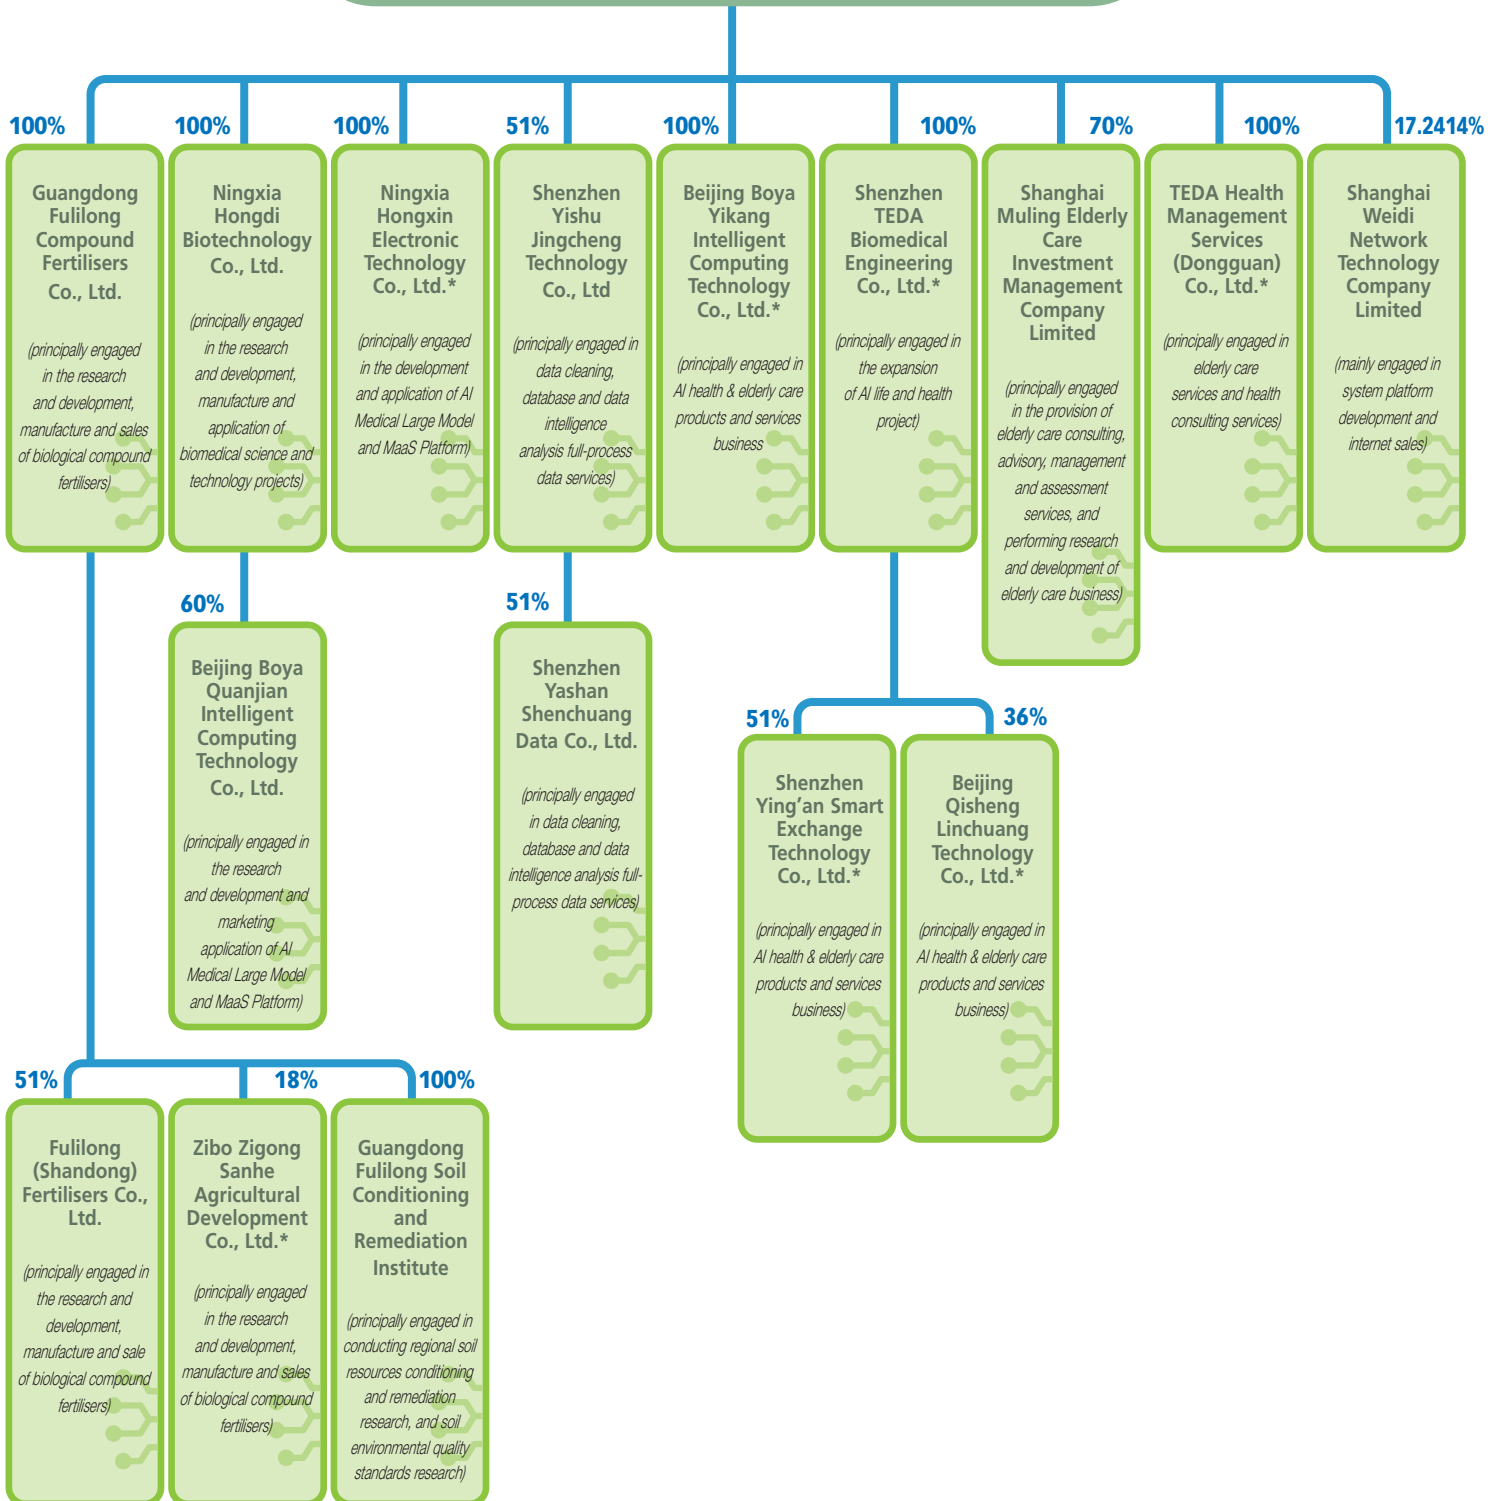 100%
Guangdong
Fulilong
Compound
Fertilisers
Co., Ltd.
(principally engaged
in the research
and development,
manufacture and sales
of biological compound
fertilisers)
100%
Ningxia
Hongdi
Biotechnology
Co., Ltd.
(principally engaged
in the research
and development,
manufacture and
application of
biomedical science and
technology projects)
100%
Ningxia
Hongxin
Electronic
Technology
Co., Ltd.*
(principally engaged
in the development
and application of AI
Medical Large Model
and MaaS Platform)
51%
Shenzhen
Yishu
Jingcheng
Technology
Co., Ltd
(principally engaged in
data cleaning,
database and data
intelligence
analysis full-process
data services)
100%
Beijing Boya
Yikang
Intelligent
Computing
Technology
Co., Ltd.*
(principally engaged in
AI health & elderly care
products and services
business
100%
Shenzhen
TEDA
Biomedical
Engineering
Co., Ltd.*
(principally engaged in
the expansion
of AI life and health
project)
70%
Shanghai
Muling Elderly
Care
Investment
Management
Company
Limited
(principally engaged
in the provision of
elderly care consulting,
advisory, management
and assessment
services, and
performing research
and development of
elderly care business)
100%
TEDA Health
Management
Services
(Dongguan)
Co., Ltd.*
(principally engaged in
elderly care
services and health
consulting services)
17.2414%
Shanghai
Weidi
Network
Technology
Company
Limited
(mainly engaged in
system platform
development and
internet sales)
60%
Beijing Boya
Quanjian
Intelligent
Computing
Technology
Co., Ltd.
(principally engaged in
the research
and development and
marketing
application of AI
Medical Large Model
and MaaS Platform)
51%
Shenzhen
Yashan
Shenchuang
Data Co., Ltd.
(principally engaged
in data cleaning,
database and data
intelligence analysis full-
process data services)
51%
Shenzhen
Ying’an Smart
Exchange
Technology
Co., Ltd.*
(principally engaged in
AI health & elderly care
products and services
business)
36%
Beijing
Qisheng
Linchuang
Technology
Co., Ltd.*
(principally engaged in
AI health & elderly care
products and services
business)
51%
Fulilong
(Shandong)
Fertilisers Co.,
Ltd.
(principally engaged in
the research and
development,
manufacture and sale
of biological compound
fertilisers)
18%
Zibo Zigong
Sanhe
Agricultural
Development
Co., Ltd.*
(principally engaged
in the research
and development,
manufacture and sales
of biological compound
fertilisers)
100%
Guangdong
Fulilong Soil
Conditioning
and
Remediation
Institute
(principally engaged in
conducting regional soil
resources conditioning
and remediation
research, and soil
environmental quality
standards research)